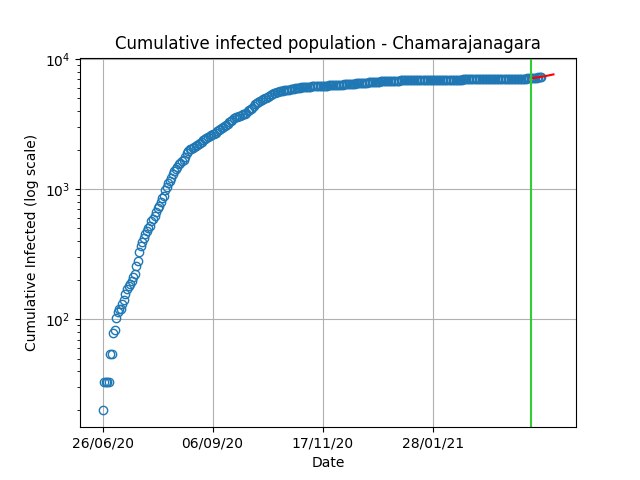 Cumulative infected population - Chamarajanagara
10^4
10^3
10^2
Cumulative Infected (log scale)
26/06/20 06/09/20 17/11/20 28/01/21
Date